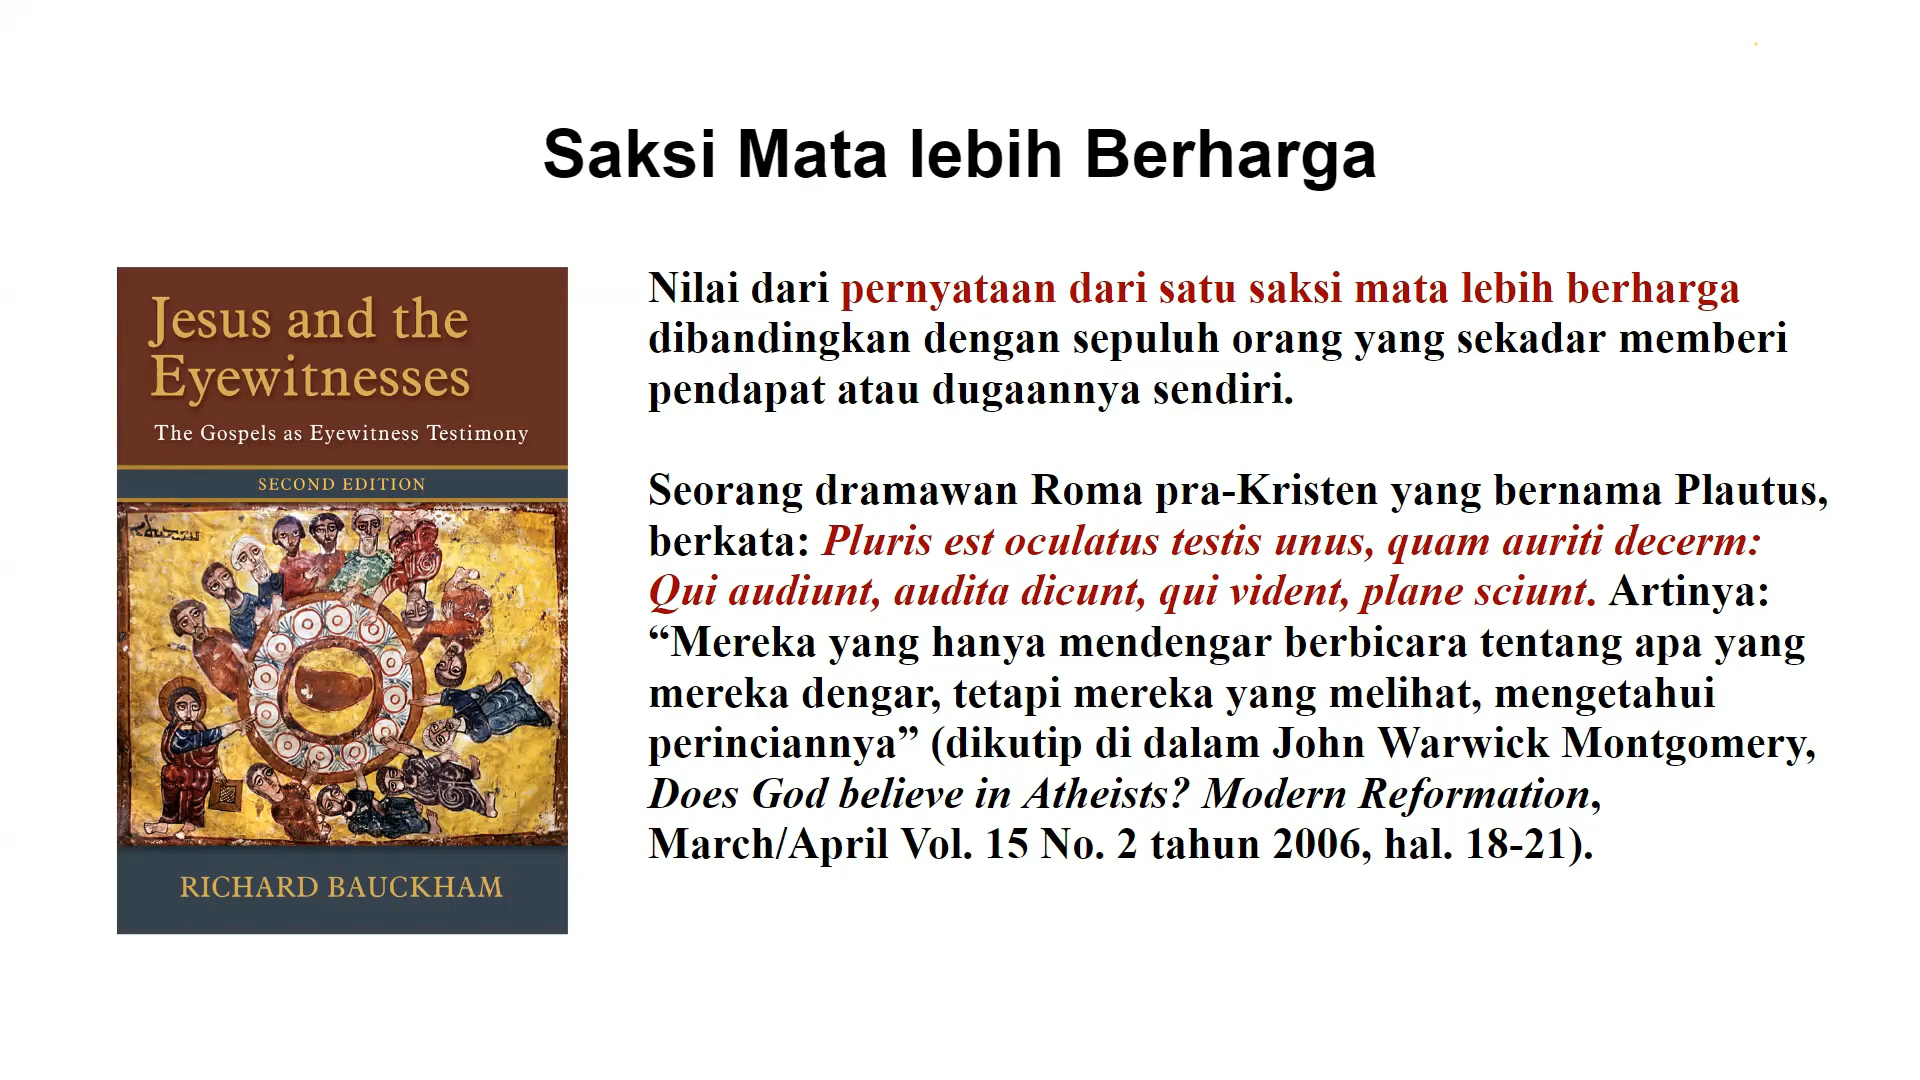 Saksi Mata lebih Berharga
Jesus and the
Eyewitnesses
The Gospels as Eyewitness Testimony
SECOND EDITION
RICHARD BAUCKHAM
Nilai dari pernyataan dari satu saksi mata lebih berharga
dibandingkan dengan sepuluh orang yang sekadar memberi
pendapat atau dugaannya sendiri.
Seorang dramawan Roma pra-Kristen yang bernama Plautus,
berkata: Pluris est oculatus testis unus, quam auriti decerm:
Qui audiunt, audita dicunt, qui vident, plane sciunt. Artinya:
“Mereka yang hanya mendengar berbicara tentang apa yang
mereka dengar, tetapi mereka yang melihat, mengetahui
perinciannya” (dikutip di dalam John Warwick Montgomery,
Does God believe in Atheists? Modern Reformation,
March/April Vol. 15 No. 2 tahun 2006, hal. 18-21).